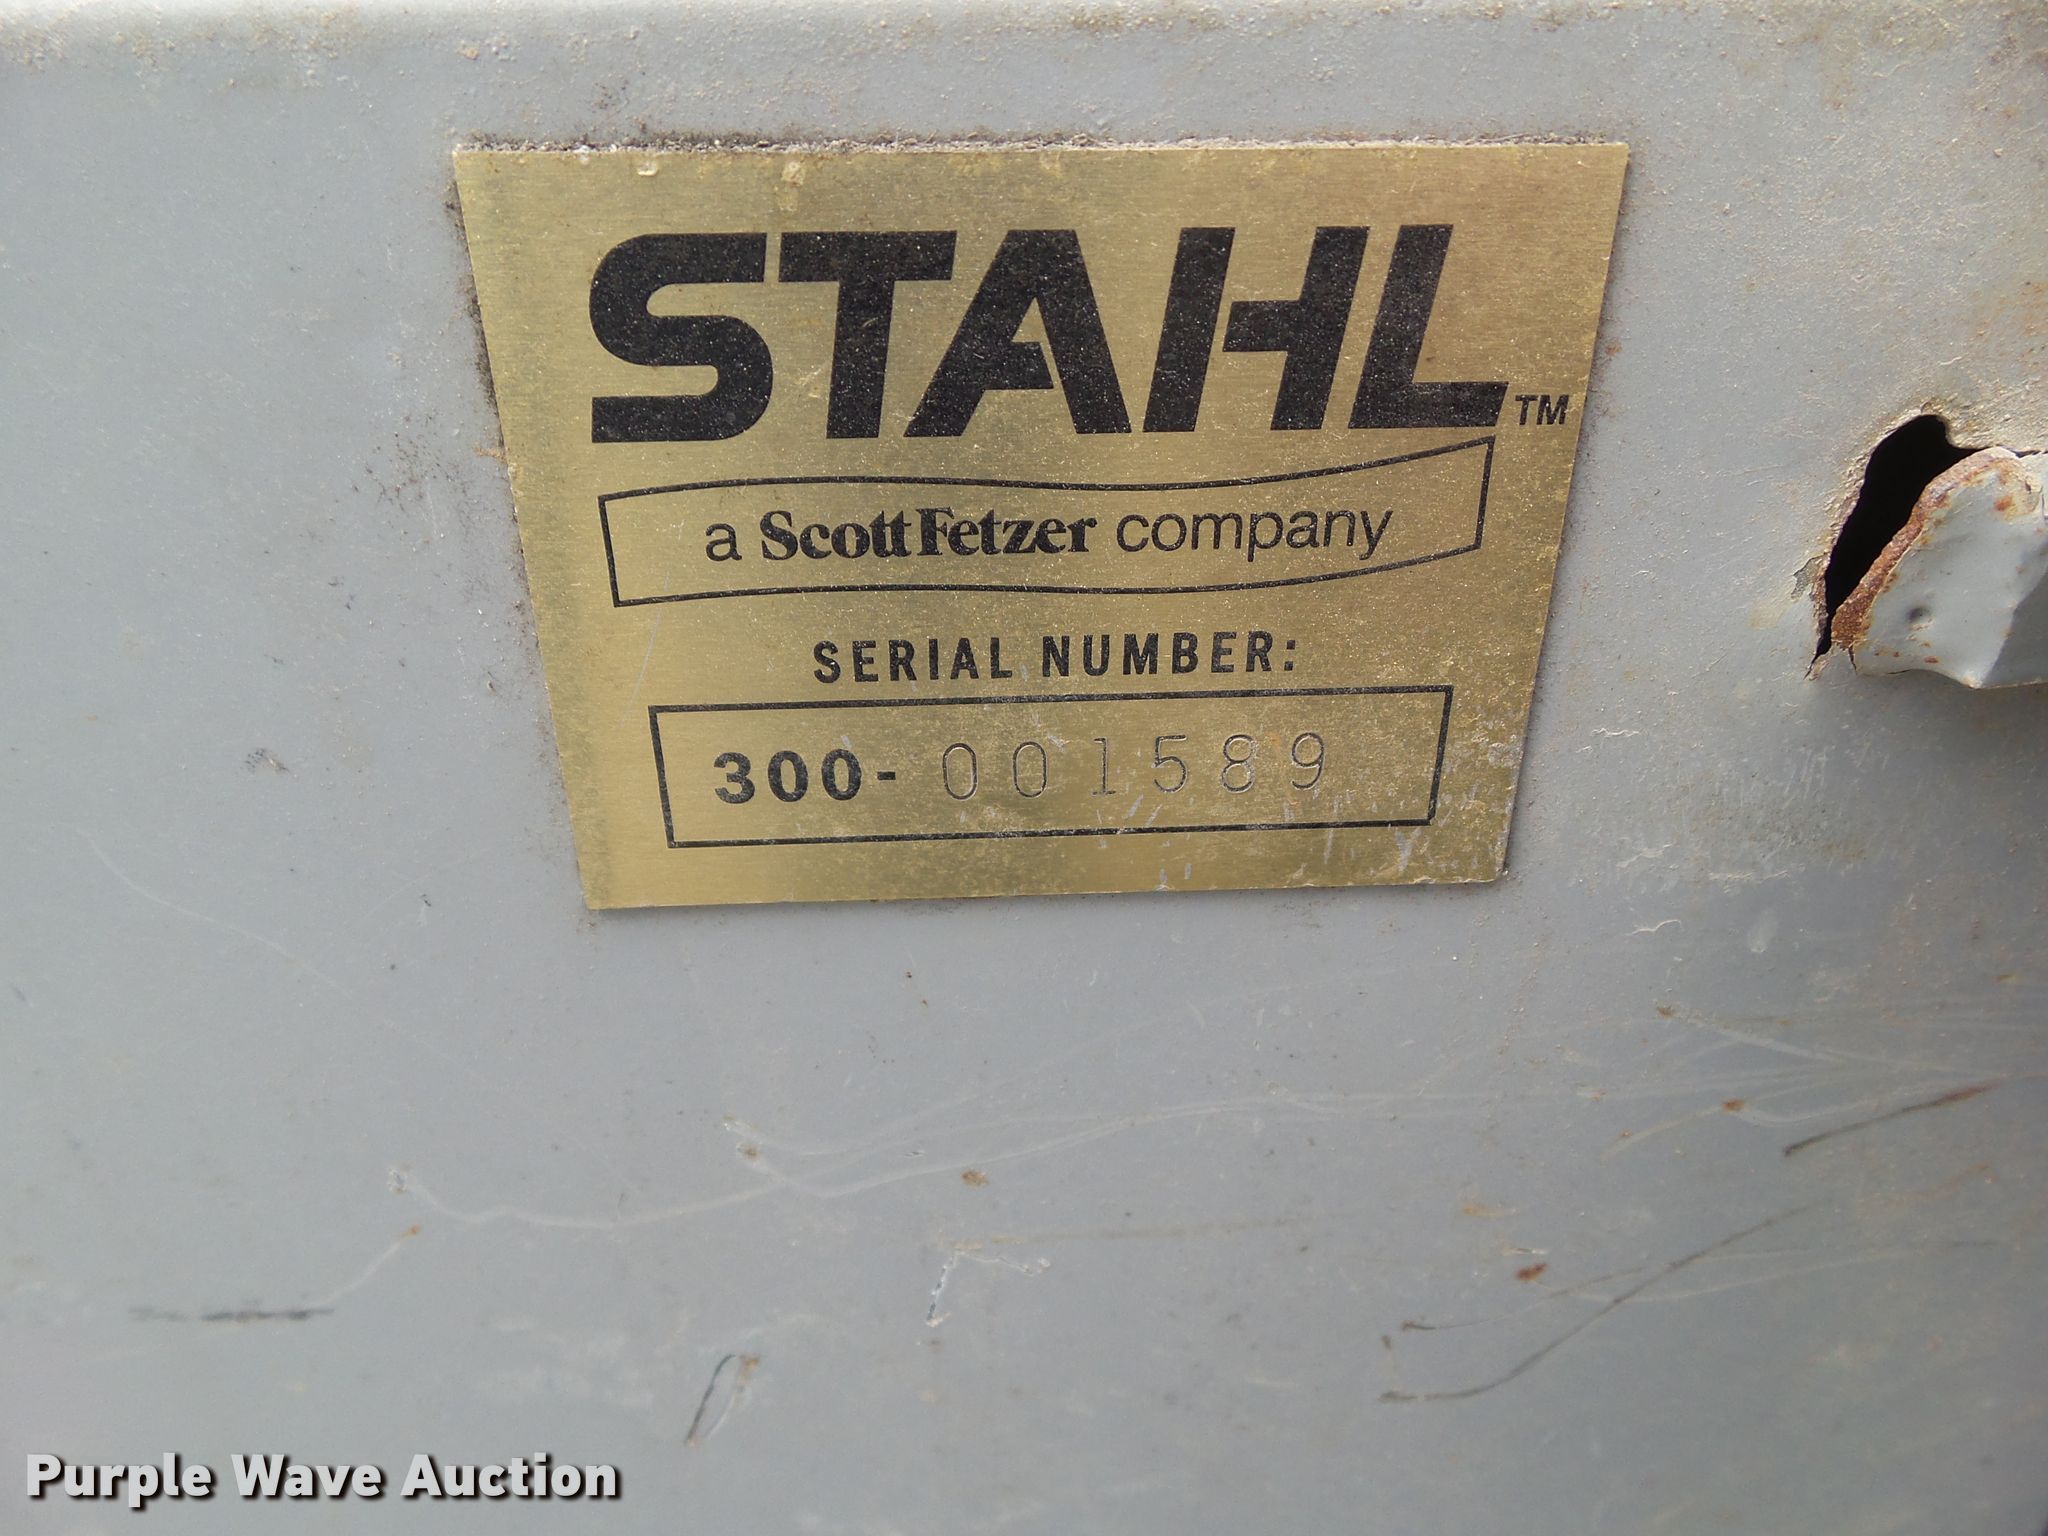 STAHL™
a ScottFetzer company
SERIAL NUMBER:
300-001589
Purple Wave Auction